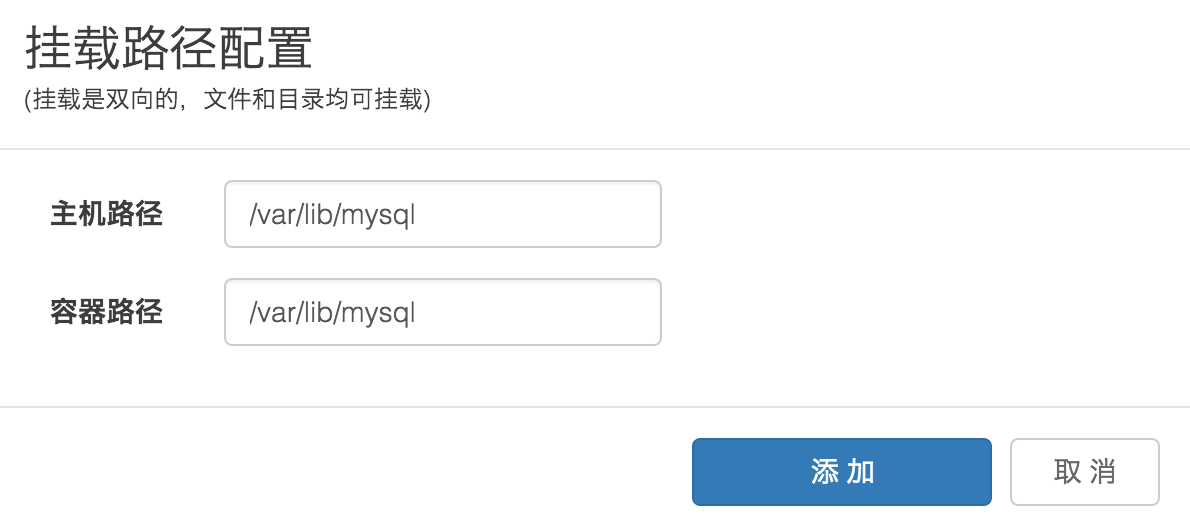 挂载路径配置
(挂载是双向的，文件和目录均可挂载)
主机路径 /var/lib/mysql
容器路径 /var/lib/mysql
添 加 取 消